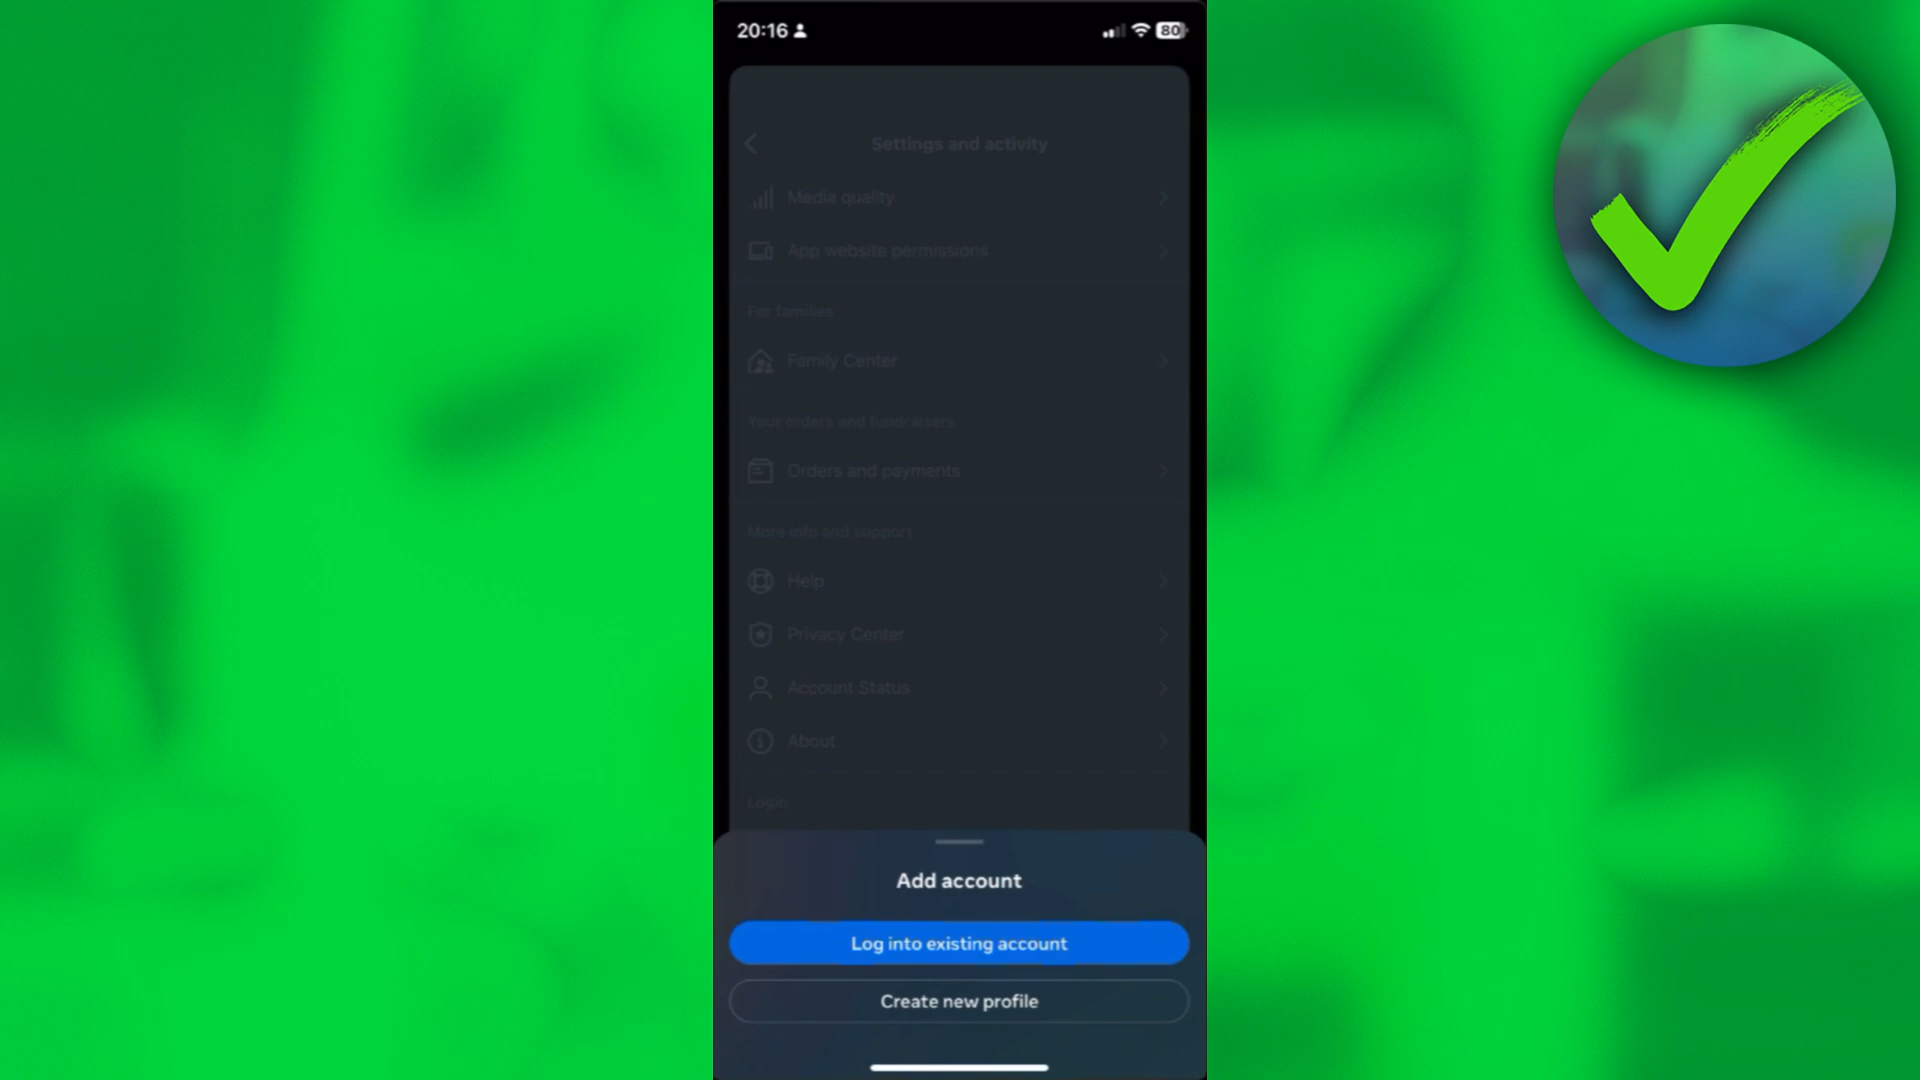 20:16
80
Settings and activity
Media quality
App website permissions
For families
Family Center
Your orders and fundraisers
Orders and payments
More info and support
Help
Privacy Center
Account Status
About
Login
Add account
Log into existing account
Create new profile